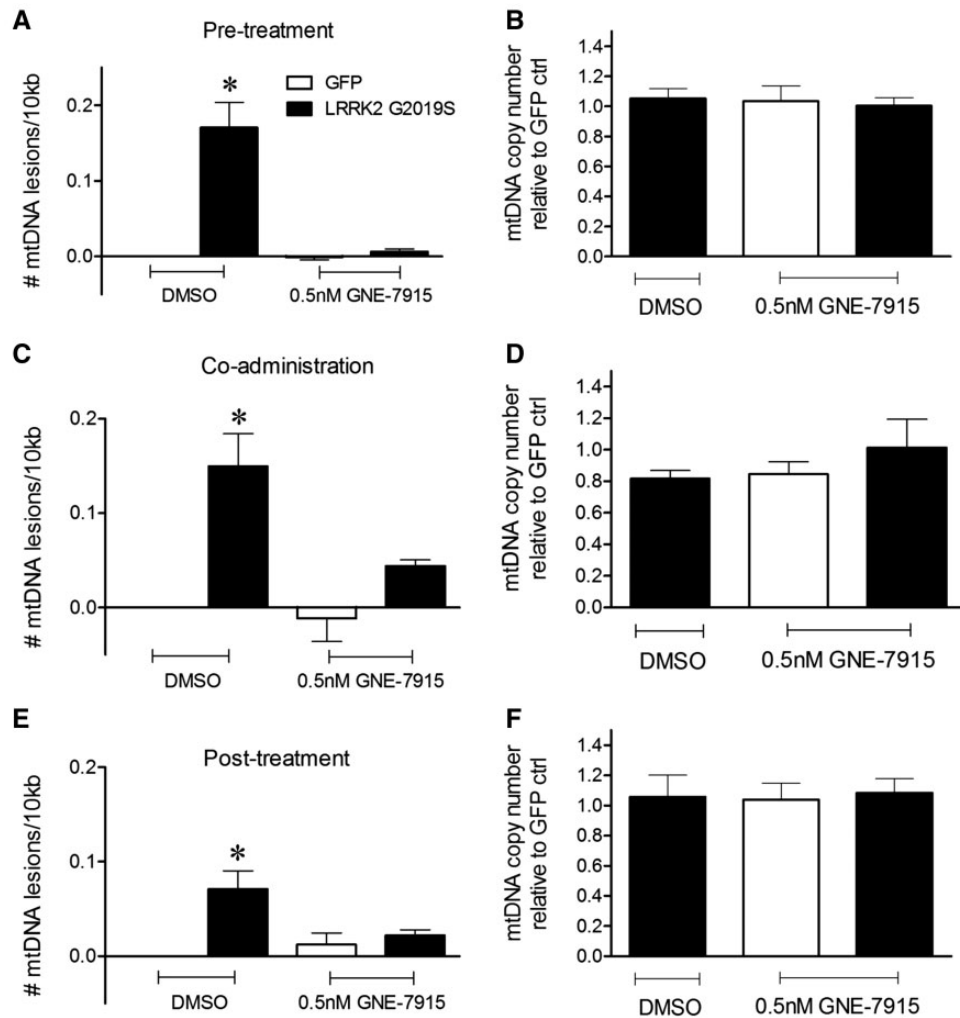 A
Pre-treatment
# mtDNA lesions/10kb
0.2
0.1
0.0
*
GFP
LRRK2 G2019S
DMSO
0.5nM GNE-7915
B
mtDNA copy number
relative to GFP ctrl
1.4
1.2
1.0
0.8
0.6
0.4
0.2
0.0
DMSO
0.5nM GNE-7915
C
Co-administration
# mtDNA lesions/10kb
0.2
0.1
0.0
*
DMSO
0.5nM GNE-7915
D
mtDNA copy number
relative to GFP ctrl
1.4
1.2
1.0
0.8
0.6
0.4
0.2
0.0
DMSO
0.5nM GNE-7915
E
Post-treatment
# mtDNA lesions/10kb
0.2
0.1
0.0
*
DMSO
0.5nM GNE-7915
F
mtDNA copy number
relative to GFP ctrl
1.4
1.2
1.0
0.8
0.6
0.4
0.2
0.0
DMSO
0.5nM GNE-7915